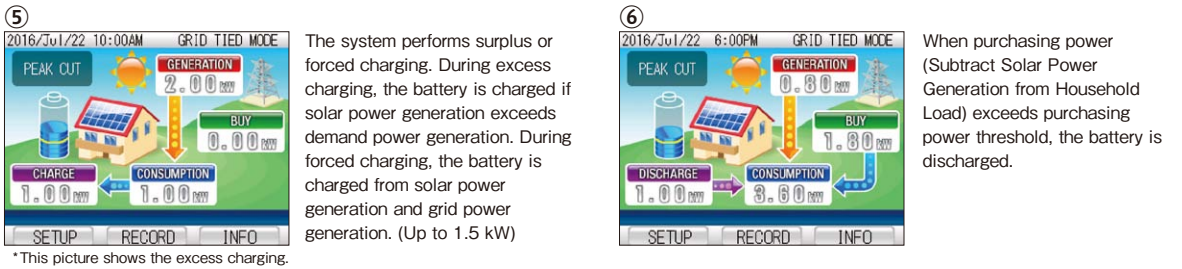 ⑤
2016/Jul/22 10:00AM GRID TIED MODE
PEAK CUT
GENERATION
2.00 kW
BUY
0.00 kW
CHARGE
1.00 kW
CONSUMPTION
1.00 kW
SETUP RECORD INFO
*This picture shows the excess charging.
The system performs surplus or
forced charging. During excess
charging, the battery is charged if
solar power generation exceeds
demand power generation. During
forced charging, the battery is
charged from solar power
generation and grid power
generation. (Up to 1.5 kW)
⑥
2016/Jul/22 6:00PM GRID TIED MODE
PEAK CUT
GENERATION
0.80 kW
BUY
1.80 kW
DISCHARGE
1.00 kW
CONSUMPTION
3.60 kW
SETUP RECORD INFO
When purchasing power
(Subtract Solar Power
Generation from Household
Load) exceeds purchasing
power threshold, the battery is
discharged.